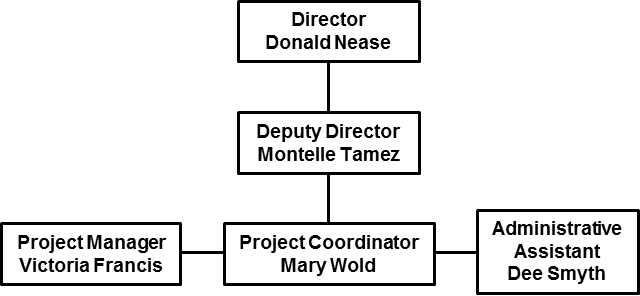 Director
Donald Nease
Deputy Director
Montelle Tamez
Project Manager
Victoria Francis
Project Coordinator
Mary Wold
Administrative
Assistant
Dee Smyth